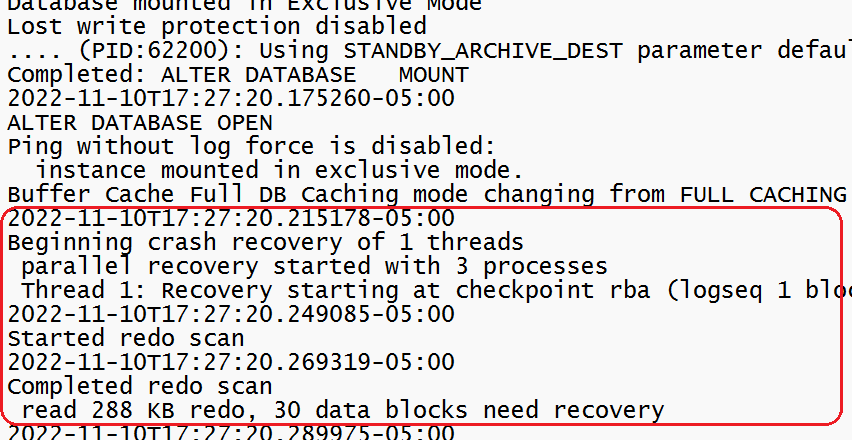 Database mounted in Exclusive Mode
Lost write protection disabled
.... (PID:62200): Using STANDBY_ARCHIVE_DEST parameter defau
Completed: ALTER DATABASE   MOUNT
2022-11-10T17:27:20.175260-05:00
ALTER DATABASE OPEN
Ping without log force is disabled:
  instance mounted in exclusive mode.
Buffer Cache Full DB Caching mode changing from FULL CACHING
2022-11-10T17:27:20.215178-05:00
Beginning crash recovery of 1 threads
 parallel recovery started with 3 processes
 Thread 1: Recovery starting at checkpoint rba (logseq 1 bloc
2022-11-10T17:27:20.249085-05:00
Started redo scan
2022-11-10T17:27:20.269319-05:00
Completed redo scan
 read 288 KB redo, 30 data blocks need recovery
2022-11-10T17:27:20.289975-05:00